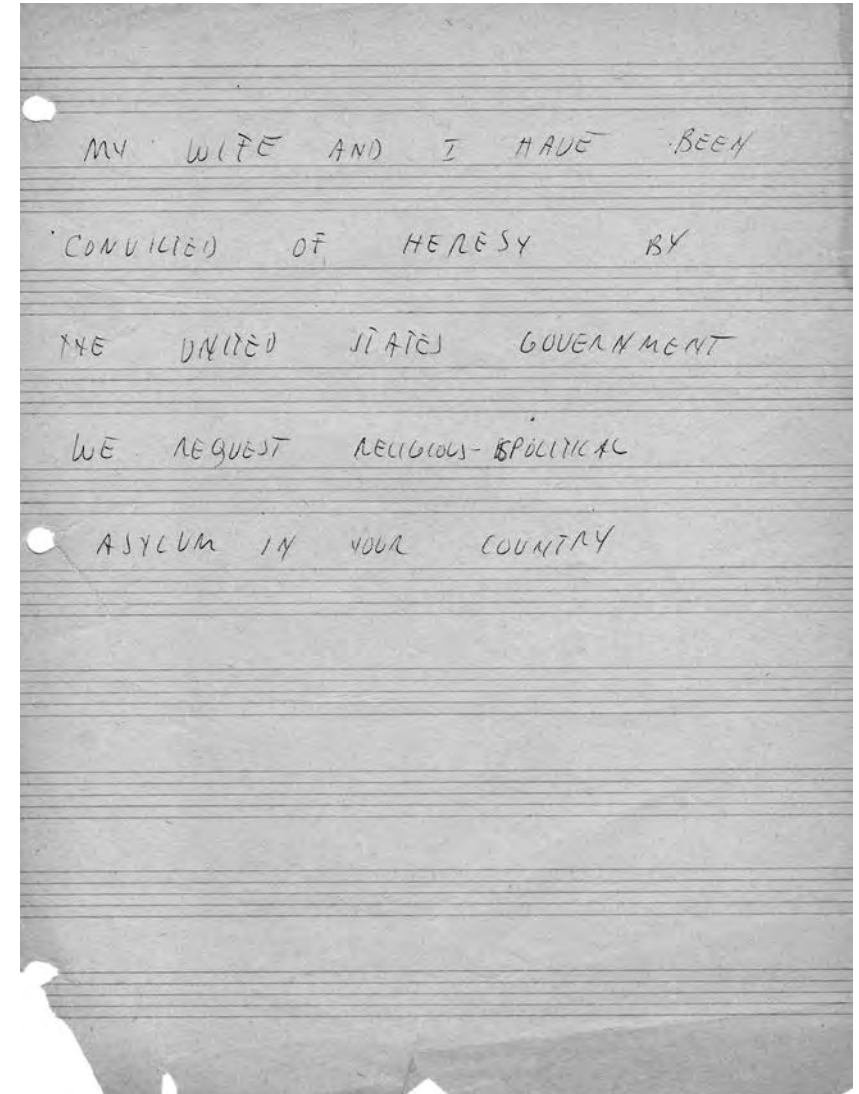 MY WIFE AND I HAVE BEEN
CONVICTED OF HERESY BY
THE UNITED STATES GOVERNMENT
WE REQUEST RELIGIOUS-POLITICAL
ASYLUM IN YOUR COUNTRY